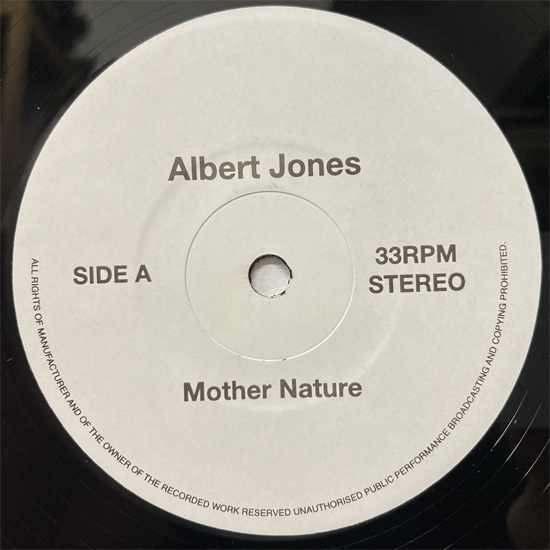 Albert Jones
SIDE A
33RPM
STEREO
Mother Nature
ALL RIGHTS OF MANUFACTURER AND OF THE OWNER OF THE RECORDED WORK RESERVED UNAUTHORISED PUBLIC PERFORMANCE BROADCASTING AND COPYING PROHIBITED.